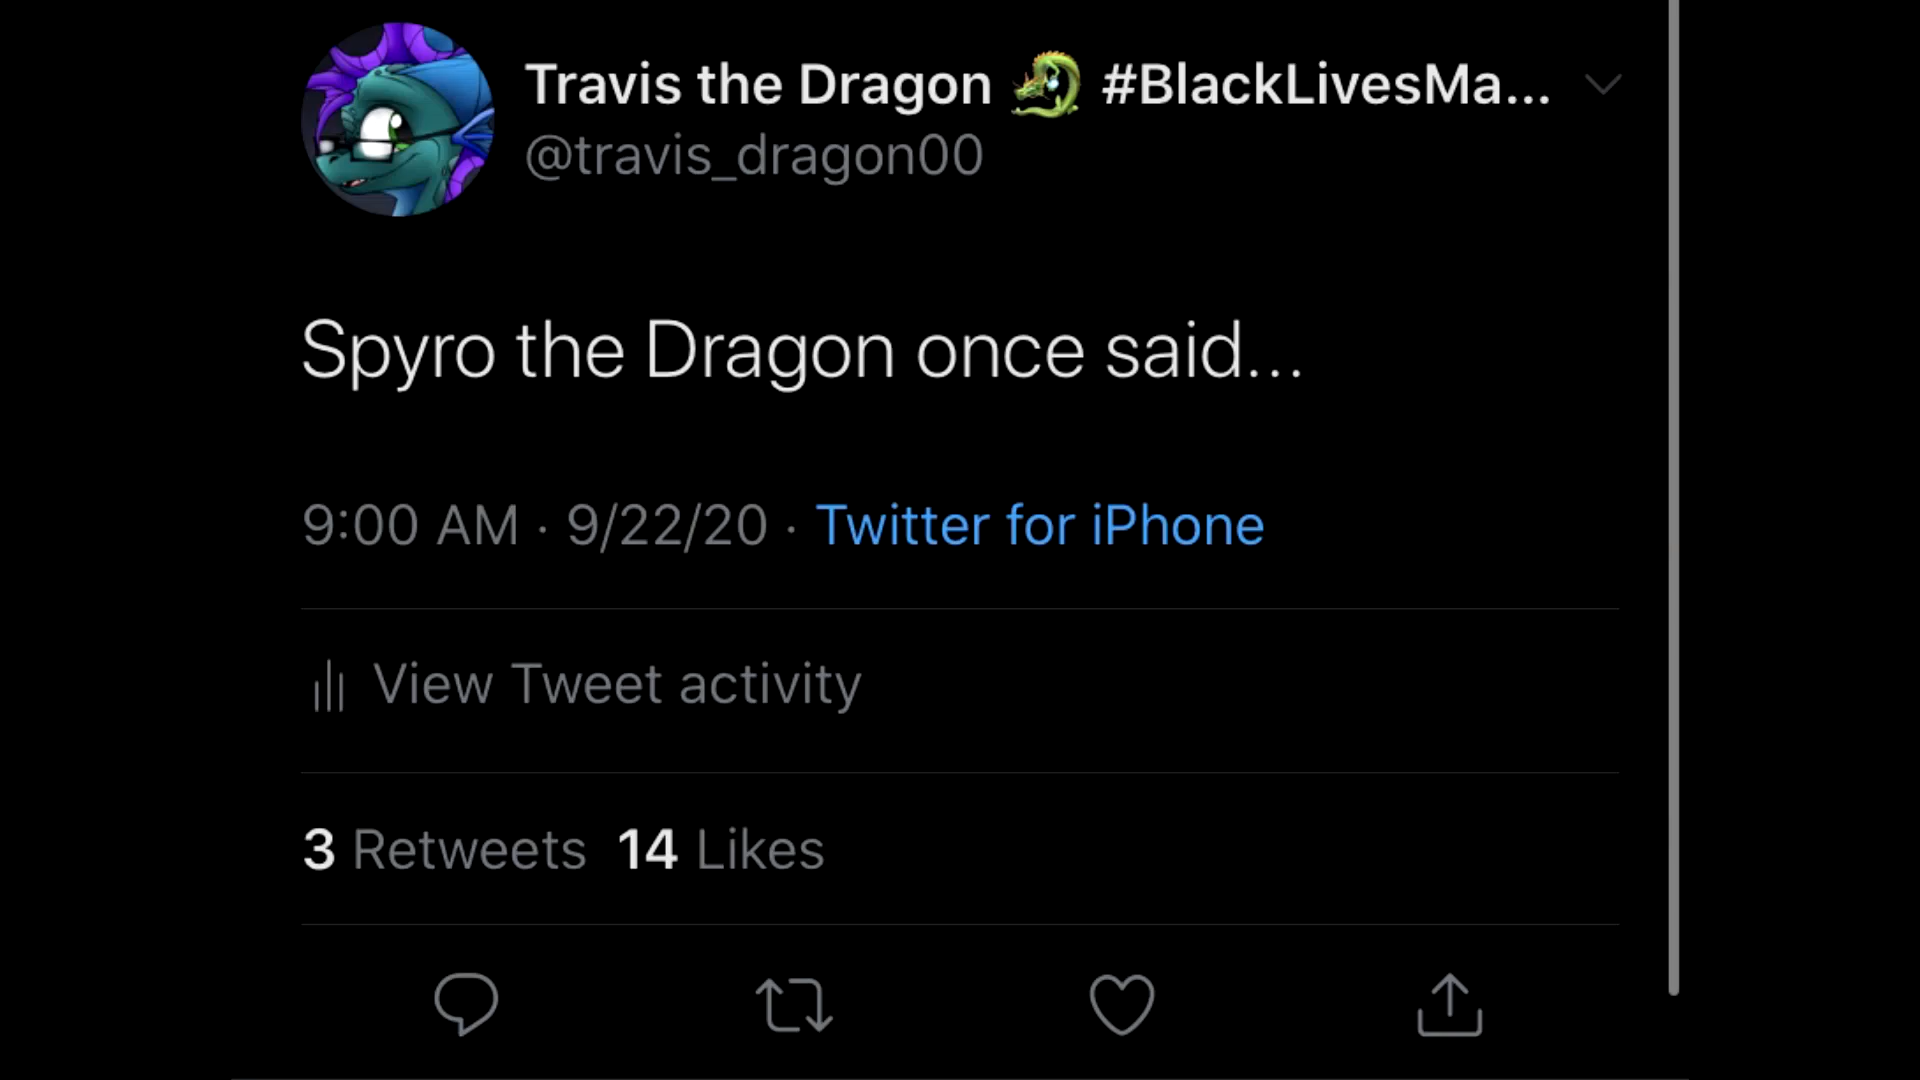 Travis the Dragon 🐉 #BlackLivesMa...
@travis_dragon00
Spyro the Dragon once said...
9:00 AM · 9/22/20 · Twitter for iPhone
View Tweet activity
3 Retweets 14 Likes